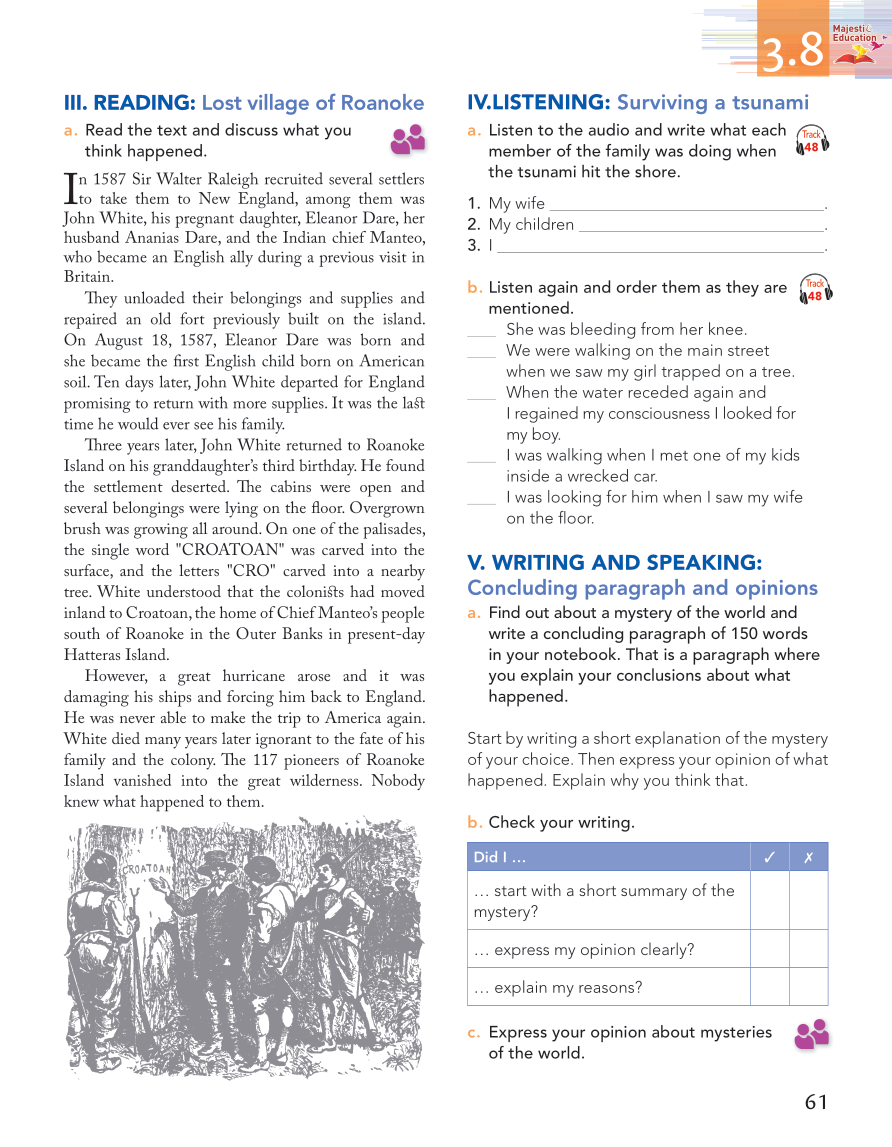 3.8
Majestic
Education
III. READING: Lost village of Roanoke
a. Read the text and discuss what you
think happened.
In 1587 Sir Walter Raleigh recruited several settlers
to take them to New England, among them was
John White, his pregnant daughter, Eleanor Dare, her
husband Ananias Dare, and the Indian chief Manteo,
who became an English ally during a previous visit in
Britain.
They unloaded their belongings and supplies and
repaired an old fort previously built on the island.
On August 18, 1587, Eleanor Dare was born and
she became the first English child born on American
soil. Ten days later, John White departed for England
promising to return with more supplies. It was the last
time he would ever see his family.
Three years later, John White returned to Roanoke
Island on his granddaughter's third birthday. He found
the settlement deserted. The cabins were open and
several belongings were lying on the floor. Overgrown
brush was growing all around. On one of the palisades,
the single word "CROATOAN" was carved into the
surface, and the letters "CRO" carved into a nearby
tree. White understood that the colonists had moved
inland to Croatoan, the home of Chief Manteo's people
south of Roanoke in the Outer Banks in present-day
Hatteras Island.
However, a great hurricane arose and it was
damaging his ships and forcing him back to England.
He was never able to make the trip to America again.
White died many years later ignorant to the fate of his
family and the colony. The 117 pioneers of Roanoke
Island vanished into the great wilderness. Nobody
knew what happened to them.
CROATOAN
IV.LISTENING: Surviving a tsunami
a. Listen to the audio and write what each
member of the family was doing when
the tsunami hit the shore.
Track
48
1. My wife ______.
2. My children ______.
3. I ______.
b. Listen again and order them as they are
mentioned.
Track
48
___ She was bleeding from her knee.
___ We were walking on the main street
when we saw my girl trapped on a tree.
___ When the water receded again and
I regained my consciousness I looked for
my boy.
___ I was walking when I met one of my kids
inside a wrecked car.
___ I was looking for him when I saw my wife
on the floor.
V. WRITING AND SPEAKING:
Concluding paragraph and opinions
a. Find out about a mystery of the world and
write a concluding paragraph of 150 words
in your notebook. That is a paragraph where
you explain your conclusions about what
happened.
Start by writing a short explanation of the mystery
of your choice. Then express your opinion of what
happened. Explain why you think that.
b. Check your writing.
Did I ... ✓ ✗
... start with a short summary of the
mystery?
... express my opinion clearly?
... explain my reasons?
c. Express your opinion about mysteries
of the world.
61